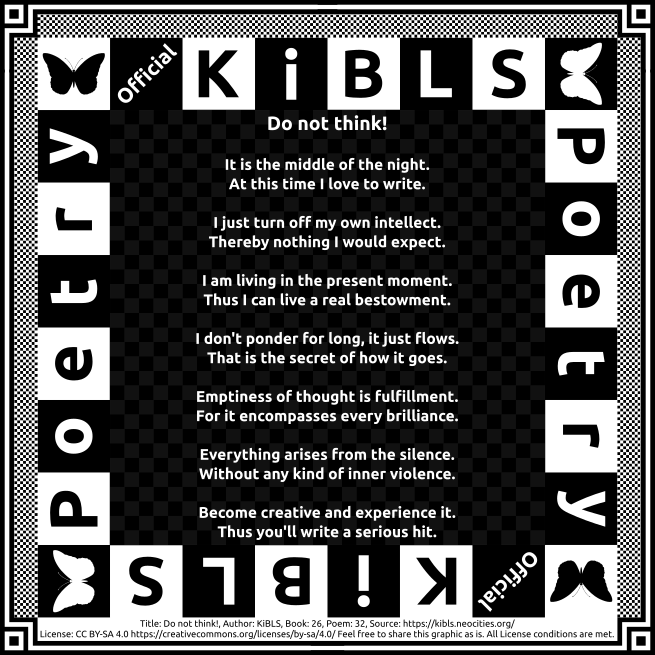 Official KiBLS
Poetry
Poetry
Do not think!
It is the middle of the night.
At this time I love to write.
I just turn off my own intellect.
Thereby nothing I would expect.
I am living in the present moment.
Thus I can live a real bestowment.
I don't ponder for long, it just flows.
That is the secret of how it goes.
Emptiness of thought is fulfillment.
For it encompasses every brilliance.
Everything arises from the silence.
Without any kind of inner violence.
Become creative and experience it.
Thus you'll write a serious hit.
Official KiBLS
Title: Do not think!, Author: KiBLS, Book: 26, Poem: 32, Source: https://kibls.neocities.org/
License: CC BY-SA 4.0 https://creativecommons.org/licenses/by-sa/4.0/ Feel free to share this graphic as is. All License conditions are met.